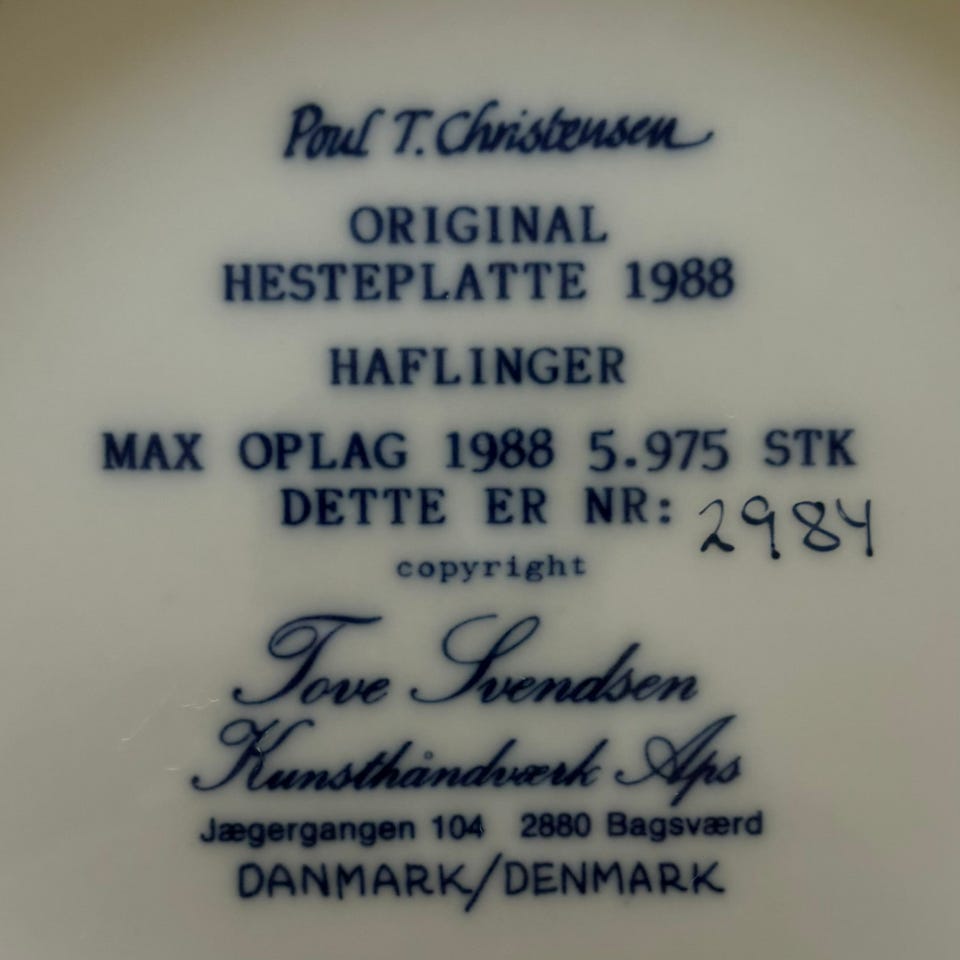 Poul T. Christensen
ORIGINAL
HESTEPLATTE 1988
HAFLINGER
MAX OPLAG 1988 5.975 STK
DETTE ER NR: 2984
copyright
Tove Svendsen
Kunsthåndværk Aps
Jægergangen 104 2880 Bagsværd
DANMARK/DENMARK